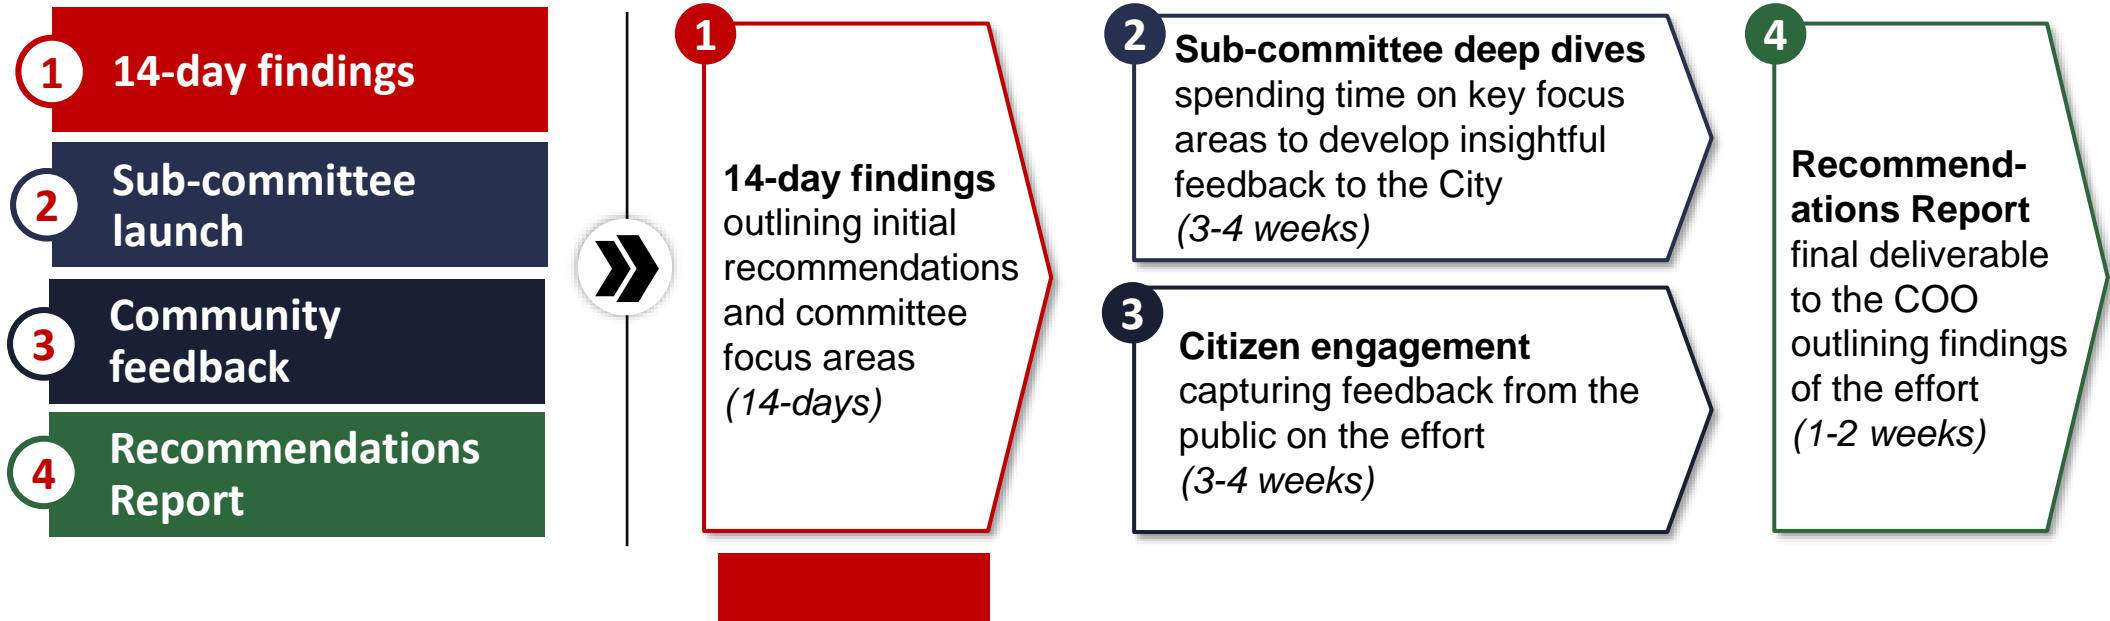 1
14-day findings
2
Sub-committee
launch
3
Community
feedback
4
Recommendations
Report
1
14-day findings
outlining initial
recommendations
and committee
focus areas
(14-days)
2
Sub-committee deep dives
spending time on key focus
areas to develop insightful
feedback to the City
(3-4 weeks)
3
Citizen engagement
capturing feedback from the
public on the effort
(3-4 weeks)
4
Recommend-
ations Report
final deliverable
to the COO
outlining findings
of the effort
(1-2 weeks)